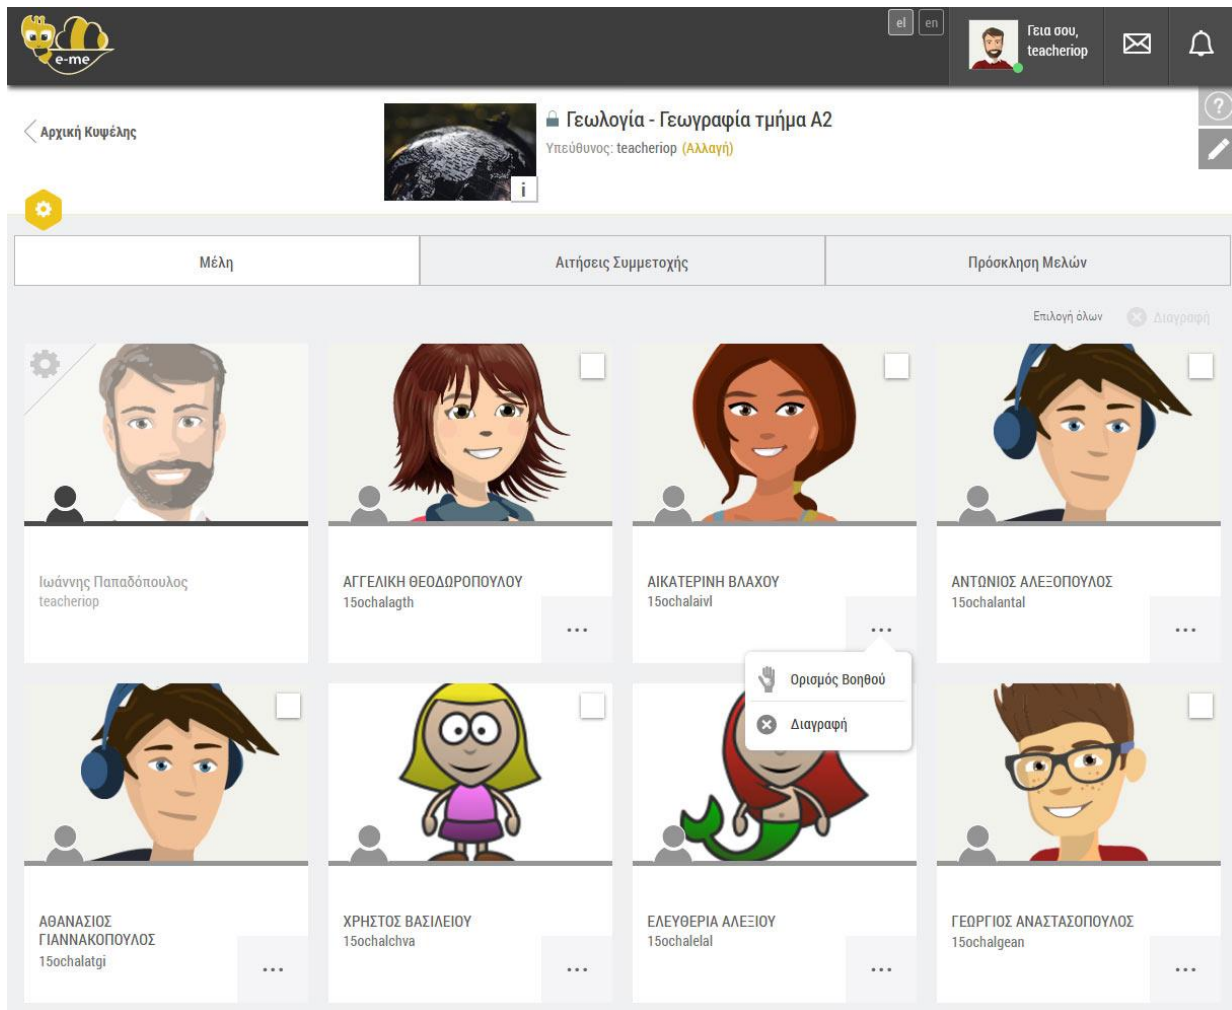 e-me
el
en
Γεια σου,
teacheriop
?
Αρχική Κυψέλης
Γεωλογία - Γεωγραφία τμήμα Α2
Υπεύθυνος: teacheriop (Αλλαγή)
i
Μέλη
Αιτήσεις Συμμετοχής
Πρόσκληση Μελών
Επιλογή όλων
Διαγραφή
Ιωάννης Παπαδόπουλος
teacheriop
ΑΓΓΕΛΙΚΗ ΘΕΟΔΩΡΟΠΟΥΛΟΥ
15ochalagth
...
ΑΙΚΑΤΕΡΙΝΗ ΒΛΑΧΟΥ
15ochalaivl
...
ΑΝΤΩΝΙΟΣ ΑΛΕΞΟΠΟΥΛΟΣ
15ochalantal
...
Ορισμός Βοηθού
Διαγραφή
ΑΘΑΝΑΣΙΟΣ
ΓΙΑΝΝΑΚΟΠΟΥΛΟΣ
15ochalatgi
...
ΧΡΗΣΤΟΣ ΒΑΣΙΛΕΙΟΥ
15ochalchva
...
ΕΛΕΥΘΕΡΙΑ ΑΛΕΞΙΟΥ
15ochalelal
...
ΓΕΩΡΓΙΟΣ ΑΝΑΣΤΑΣΟΠΟΥΛΟΣ
15ochalgean
...